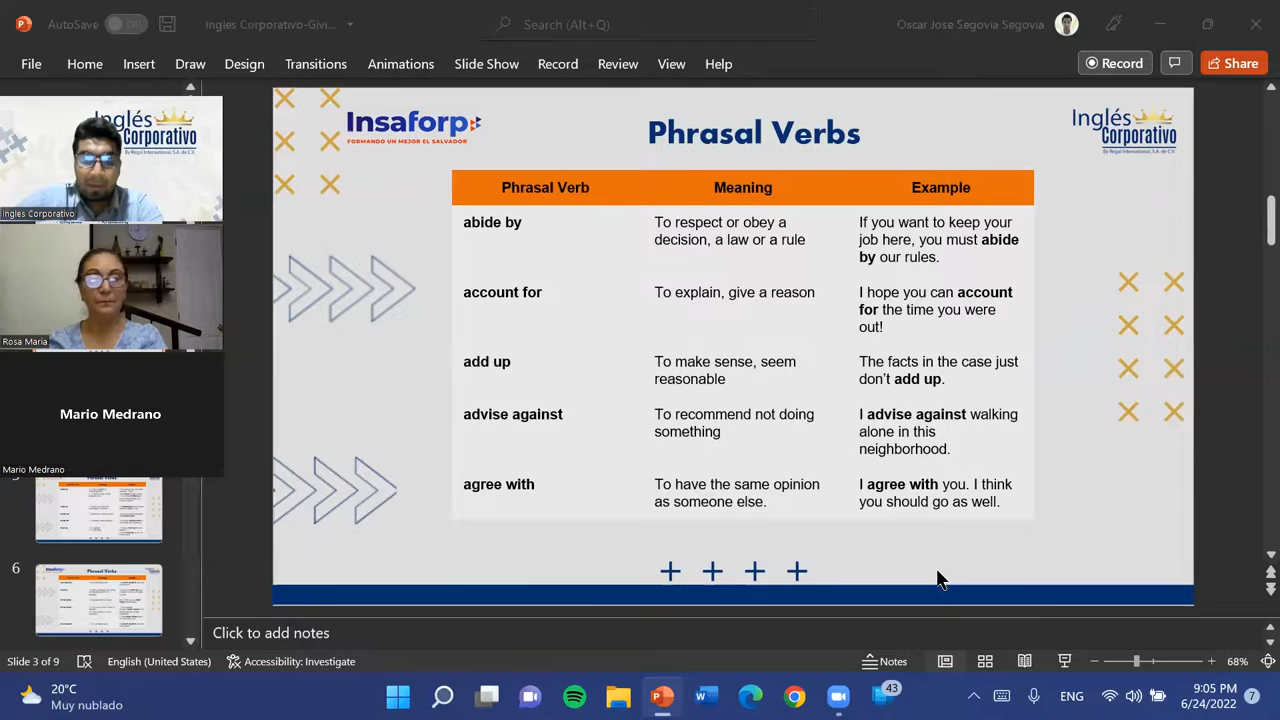 AutoSave Off Ingles Corporativo-Givi... Search (Alt+Q) Oscar Jose Segovia Segovia
File Home Insert Draw Design Transitions Animations Slide Show Record Review View Help Record Share
Inglés
Corporativo
Ingles Corporativo
Rosa Maria
Mario Medrano
Mario Medrano
6
Insaforp
FORMANDO UN MEJOR EL SALVADOR
Phrasal Verbs
Inglés
Corporativo
By Regal International, S.A. de C.V.
Phrasal Verb Meaning Example
abide by To respect or obey a If you want to keep your
decision, a law or a rule job here, you must abide
by our rules.
account for To explain, give a reason I hope you can account
for the time you were
out!
add up To make sense, seem The facts in the case just
reasonable don’t add up.
advise against To recommend not doing I advise against walking
something alone in this
neighborhood.
agree with To have the same opinion I agree with you. I think
as someone else. you should go as well.
Click to add notes
Slide 3 of 9 English (United States) Accessibility: Investigate Notes 68%
20°C
Muy nublado
43
ENG
9:05 PM
6/24/2022
7